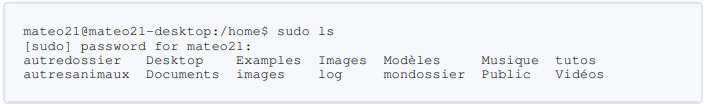 mateo21@mateo21-desktop:/home$ sudo ls
[sudo] password for mateo21:
autredossier   Desktop    Examples  Images  Modèles     Musique  tutos
autresanimaux  Documents  images    log     mondossier  Public   Vidéos